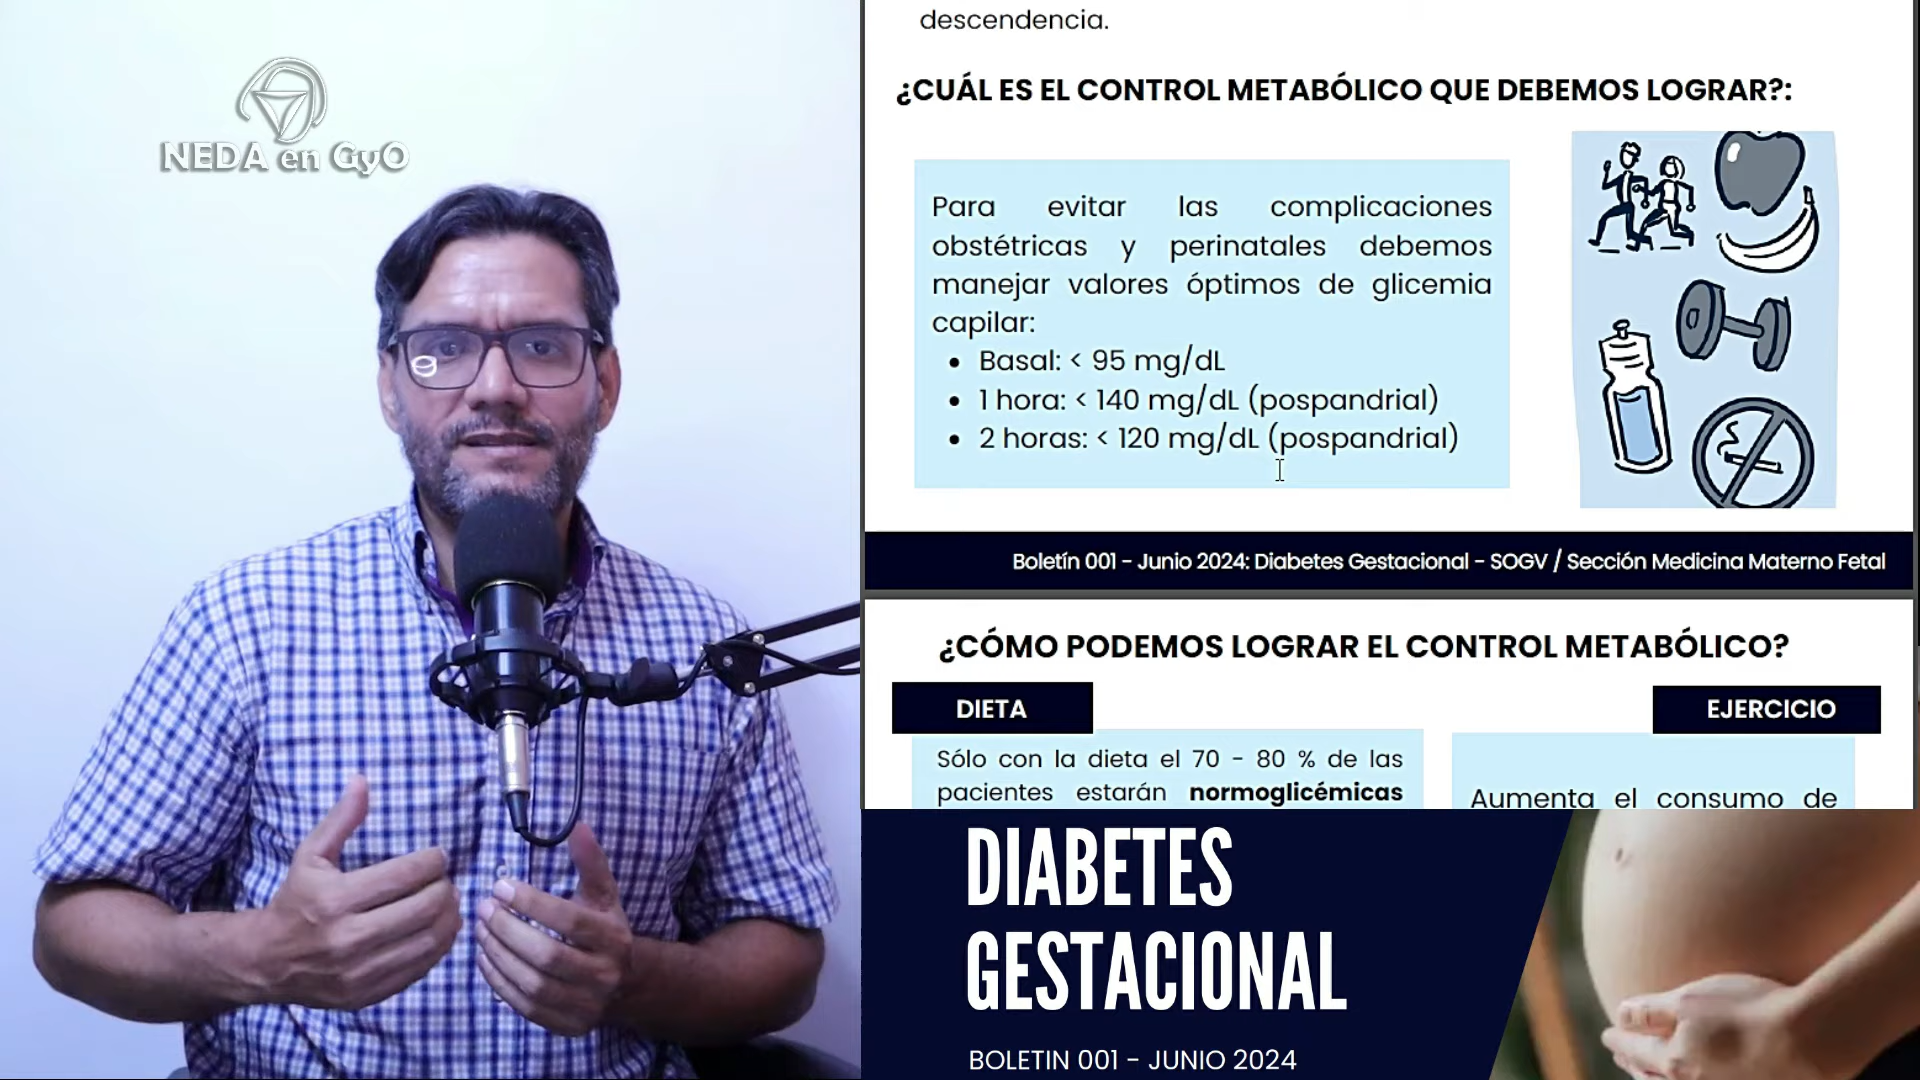 NEDA en GyO
descendencia.
¿CUÁL ES EL CONTROL METABÓLICO QUE DEBEMOS LOGRAR?:
Para evitar las complicaciones
obstétricas y perinatales debemos
manejar valores óptimos de glicemia
capilar:
• Basal: < 95 mg/dL
• 1 hora: < 140 mg/dL (pospandrial)
• 2 horas: < 120 mg/dL (pospandrial)
Boletín 001 - Junio 2024: Diabetes Gestacional - SOGV / Sección Medicina Materno Fetal
¿CÓMO PODEMOS LOGRAR EL CONTROL METABÓLICO?
DIETA
Sólo con la dieta el 70 - 80 % de las
pacientes estarán normoglicémicas
EJERCICIO
Aumenta el consumo de
DIABETES
GESTACIONAL
BOLETIN 001 - JUNIO 2024